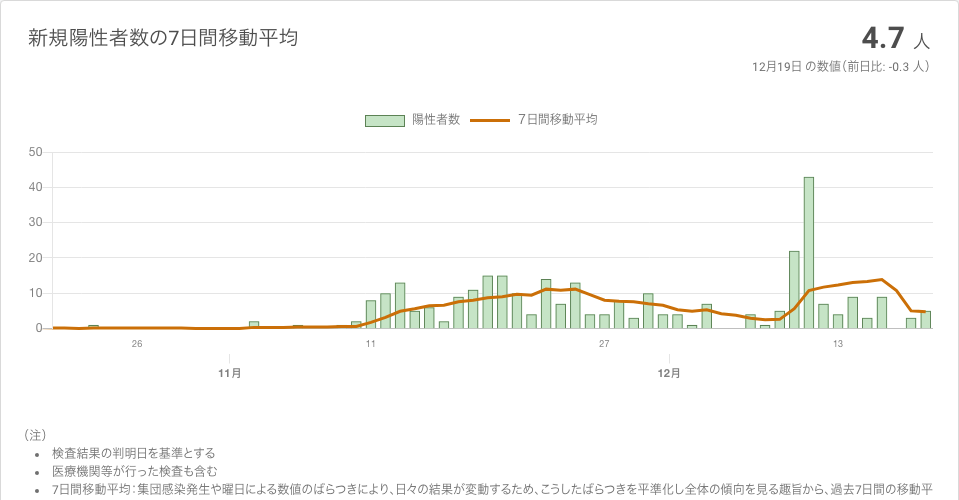 新規陽性者数の7日間移動平均
4.7 人
12月19日 の数値（前日比: -0.3 人）
陽性者数 7日間移動平均
50
40
30
20
10
0
26 11 27 13
11月 12月
（注）
• 検査結果の判明日を基準とする
• 医療機関等が行った検査も含む
• 7日間移動平均：集団感染発生や曜日による数値のばらつきにより、日々の結果が変動するため、こうしたばらつきを平準化し全体の傾向を見る趣旨から、過去7日間の移動平